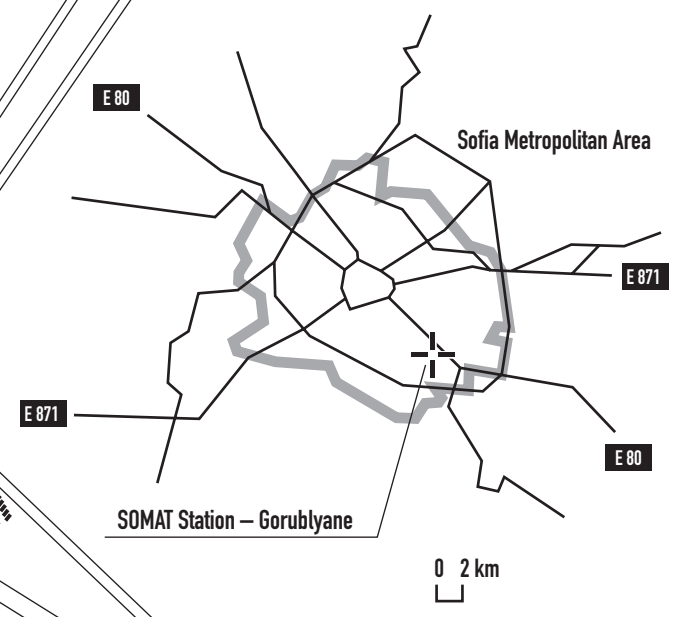 E 80
Sofia Metropolitan Area
E 871
E 871
E 80
SOMAT Station – Gorublyane
0 2 km